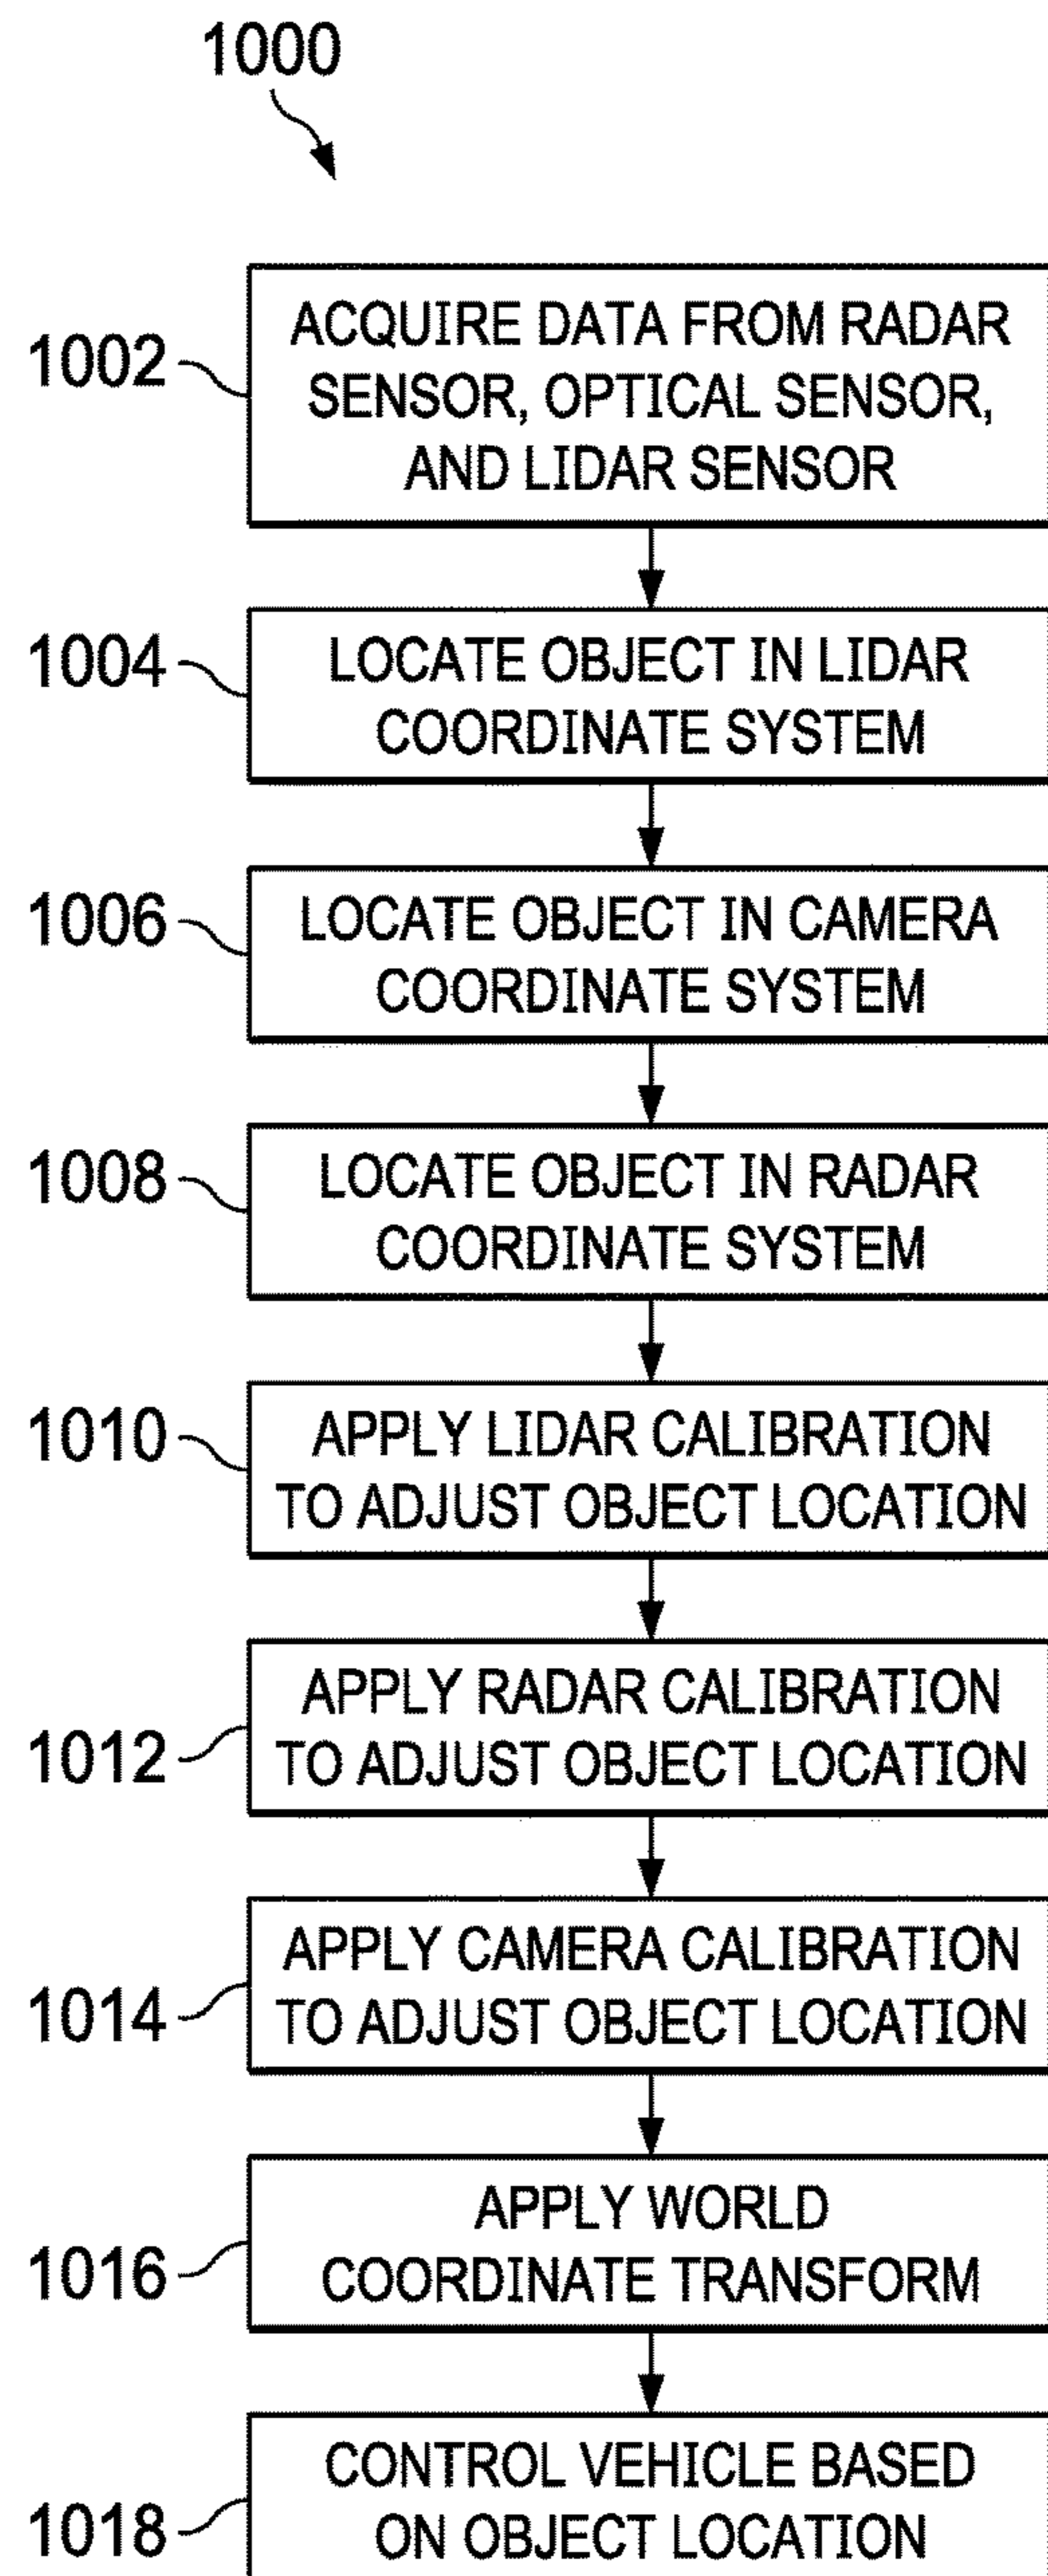 1000
1002
ACQUIRE DATA FROM RADAR
SENSOR, OPTICAL SENSOR,
AND LIDAR SENSOR
1004
LOCATE OBJECT IN LIDAR
COORDINATE SYSTEM
1006
LOCATE OBJECT IN CAMERA
COORDINATE SYSTEM
1008
LOCATE OBJECT IN RADAR
COORDINATE SYSTEM
1010
APPLY LIDAR CALIBRATION
TO ADJUST OBJECT LOCATION
1012
APPLY RADAR CALIBRATION
TO ADJUST OBJECT LOCATION
1014
APPLY CAMERA CALIBRATION
TO ADJUST OBJECT LOCATION
1016
APPLY WORLD
COORDINATE TRANSFORM
1018
CONTROL VEHICLE BASED
ON OBJECT LOCATION